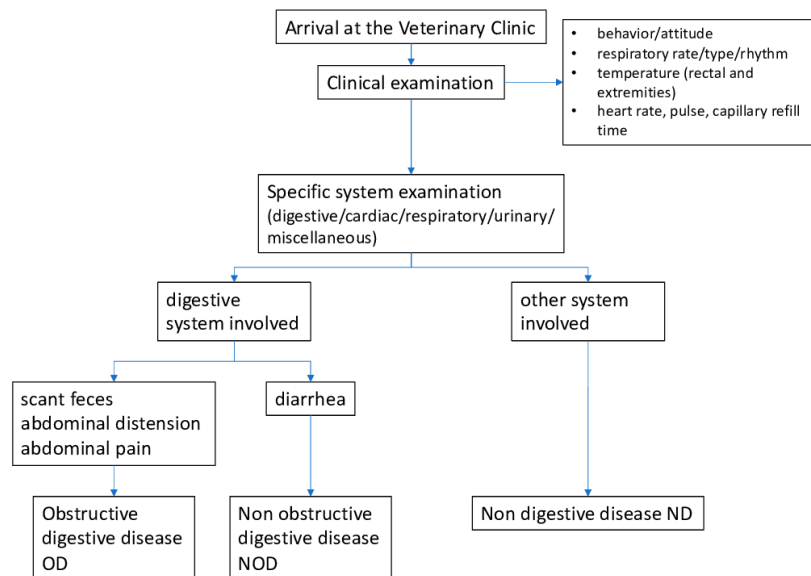 Arrival at the Veterinary Clinic
Clinical examination
• behavior/attitude
• respiratory rate/type/rhythm
• temperature (rectal and
extremities)
• heart rate, pulse, capillary refill
time
Specific system examination
(digestive/cardiac/respiratory/urinary/
miscellaneous)
digestive
system involved
other system
involved
scant feces
abdominal distension
abdominal pain
diarrhea
Obstructive
digestive disease
OD
Non obstructive
digestive disease
NOD
Non digestive disease ND